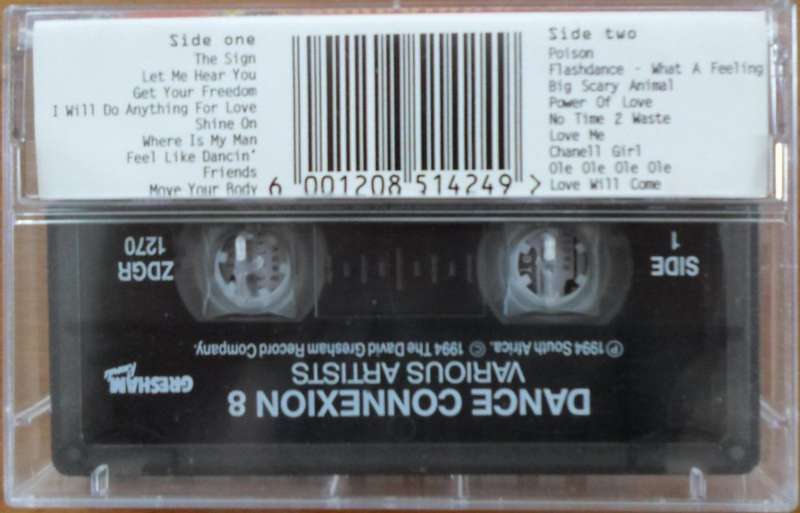 Side one
The Sign
Let Me Hear You
Get Your Freedom
I Will Do Anything For Love
Shine On
Where Is My Man
Feel Like Dancin'
Friends
Move Your Body
6 001208 514249 >
Side two
Poison
Flashdance - What A Feeling
Big Scary Animal
Power Of Love
No Time 2 Waste
Love Me
Chanell Girl
Ole Ole Ole Ole
Love Will Come
DANCE CONNEXION 8
VARIOUS ARTISTS
GRESHAM
Records
℗ 1994 South Africa. © 1994 The David Gresham Record Company.
SIDE
1
ZDGR
1270